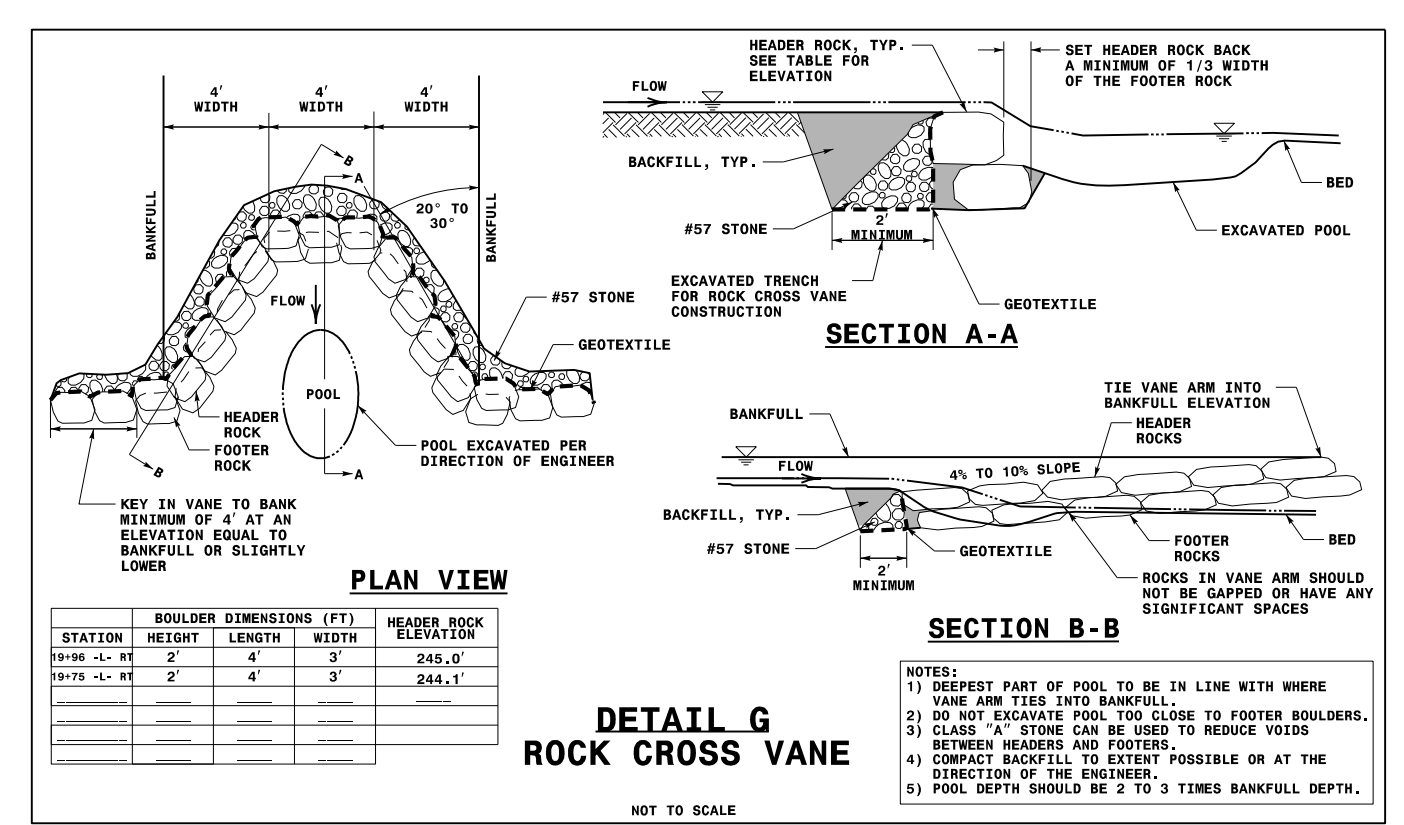 4'
WIDTH
4'
WIDTH
4'
WIDTH
BANKFULL
BANKFULL
B
A
20° TO
30°
FLOW
#57 STONE
GEOTEXTILE
POOL
HEADER
ROCK
FOOTER
ROCK
POOL EXCAVATED PER
DIRECTION OF ENGINEER
B
A
KEY IN VANE TO BANK
MINIMUM OF 4' AT AN
ELEVATION EQUAL TO
BANKFULL OR SLIGHTLY
LOWER
PLAN VIEW
HEADER ROCK, TYP.
SEE TABLE FOR
ELEVATION
SET HEADER ROCK BACK
A MINIMUM OF 1/3 WIDTH
OF THE FOOTER ROCK
FLOW
BACKFILL, TYP.
BED
#57 STONE
2'
MINIMUM
EXCAVATED POOL
EXCAVATED TRENCH
FOR ROCK CROSS VANE
CONSTRUCTION
GEOTEXTILE
SECTION A-A
TIE VANE ARM INTO
BANKFULL ELEVATION
BANKFULL
HEADER
ROCKS
FLOW
4% TO 10% SLOPE
BACKFILL, TYP.
#57 STONE
GEOTEXTILE
FOOTER
ROCKS
BED
2'
MINIMUM
ROCKS IN VANE ARM SHOULD
NOT BE GAPPED OR HAVE ANY
SIGNIFICANT SPACES
SECTION B-B
BOULDER DIMENSIONS (FT) HEADER ROCK
ELEVATION
STATION HEIGHT LENGTH WIDTH
19+96 -L- RT 2' 4' 3' 245.0'
19+75 -L- RT 2' 4' 3' 244.1'
DETAIL G
ROCK CROSS VANE
NOT TO SCALE
NOTES:
1) DEEPEST PART OF POOL TO BE IN LINE WITH WHERE
VANE ARM TIES INTO BANKFULL.
2) DO NOT EXCAVATE POOL TOO CLOSE TO FOOTER BOULDERS.
3) CLASS "A" STONE CAN BE USED TO REDUCE VOIDS
BETWEEN HEADERS AND FOOTERS.
4) COMPACT BACKFILL TO EXTENT POSSIBLE OR AT THE
DIRECTION OF THE ENGINEER.
5) POOL DEPTH SHOULD BE 2 TO 3 TIMES BANKFULL DEPTH.